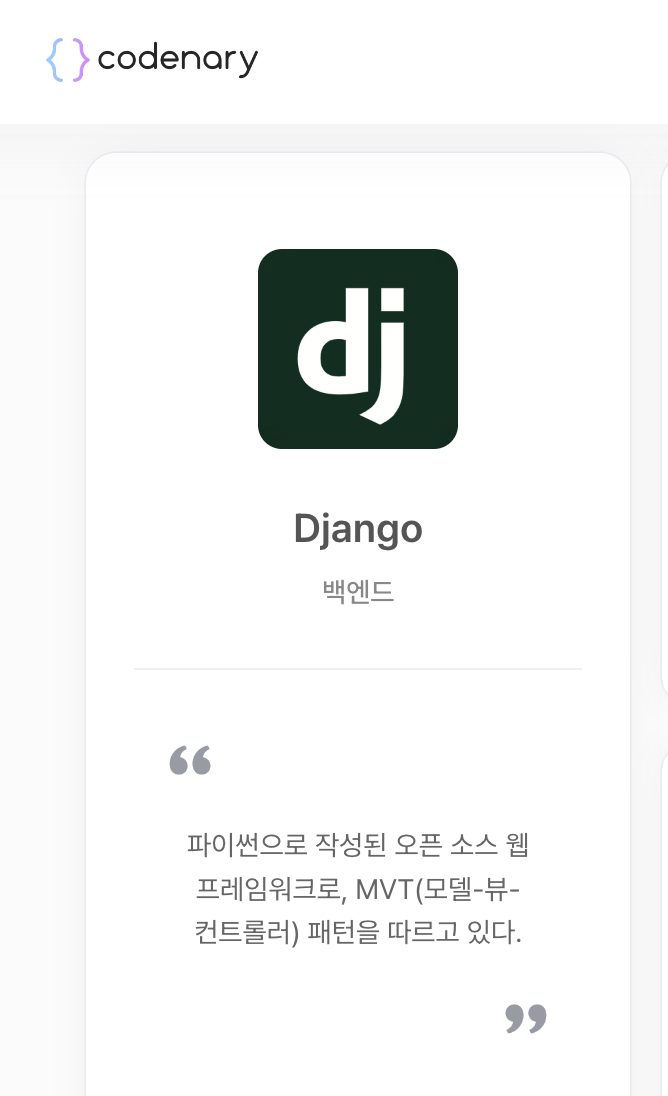 { } codenary
dj
Django
백엔드
“
파이썬으로 작성된 오픈 소스 웹
프레임워크로, MVT(모델-뷰-
컨트롤러) 패턴을 따르고 있다.
”